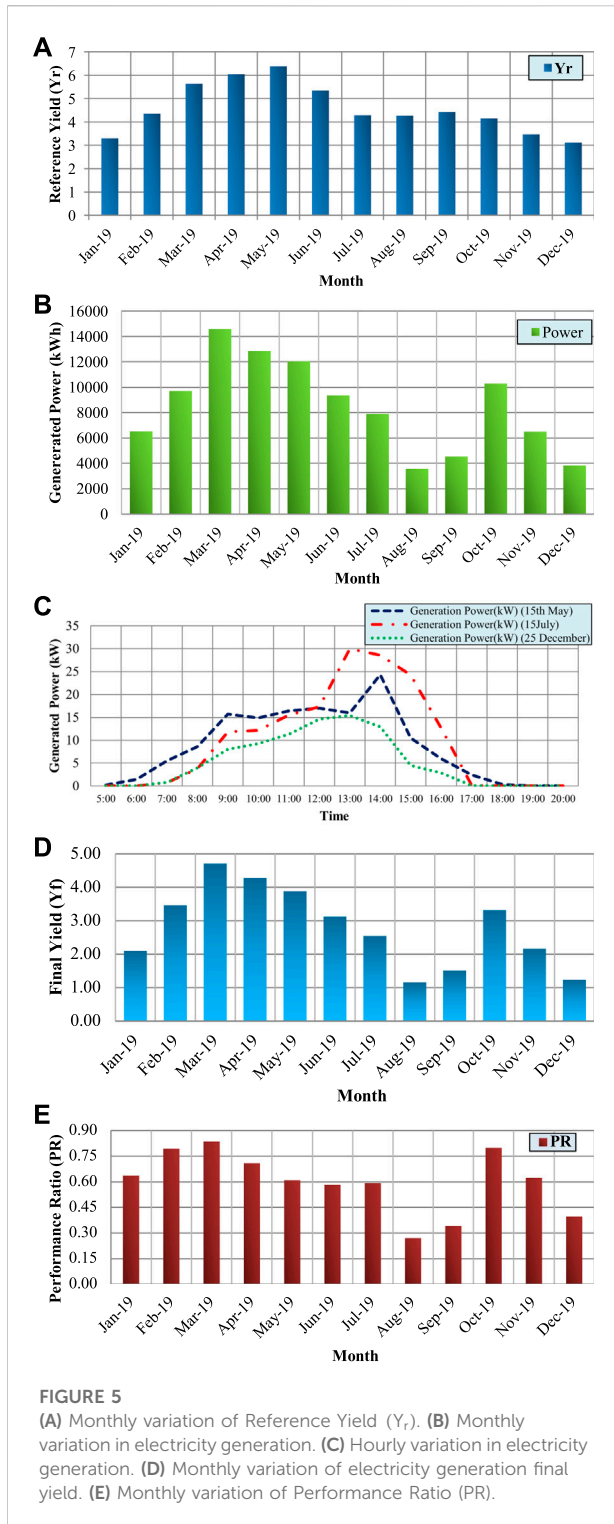 A
Reference Yield (Yr)
7
6
5
4
3
2
1
0
Yr
Jan-19 Feb-19 Mar-19 Apr-19 May-19 Jun-19 Jul-19 Aug-19 Sep-19 Oct-19 Nov-19 Dec-19
Month
B
Genererated Power (kWh)
16000
14000
12000
10000
8000
6000
4000
2000
0
Power
Jan-19 Feb-19 Mar-19 Apr-19 May-19 Jun-19 Jul-19 Aug-19 Sep-19 Oct-19 Nov-19 Dec-19
Month
C
Generated Power (kW)
35
30
25
20
15
10
5
0
Generation Power(kW) (15th May)
Generation Power(kW) (15July)
Generation Power(kW) (25 December)
5:00 6:00 7:00 8:00 9:00 10:00 11:00 12:00 13:00 14:00 15:00 16:00 17:00 18:00 19:00 20:00
Time
D
Final Yield (Yf)
5.00
4.00
3.00
2.00
1.00
0.00
Jan-19 Feb-19 Mar-19 Apr-19 May-19 Jun-19 Jul-19 Aug-19 Sep-19 Oct-19 Nov-19 Dec-19
Month
E
Performance Ratio (PR)
0.90
0.75
0.60
0.45
0.30
0.15
0.00
PR
Jan-19 Feb-19 Mar-19 Apr-19 May-19 Jun-19 Jul-19 Aug-19 Sep-19 Oct-19 Nov-19 Dec-19
Month
FIGURE 5
(A) Monthly variation of Reference Yield (Yr). (B) Monthly
variation in electricity generation. (C) Hourly variation in electricity
generation. (D) Monthly variation of electricity generation final
yield. (E) Monthly variation of Performance Ratio (PR).